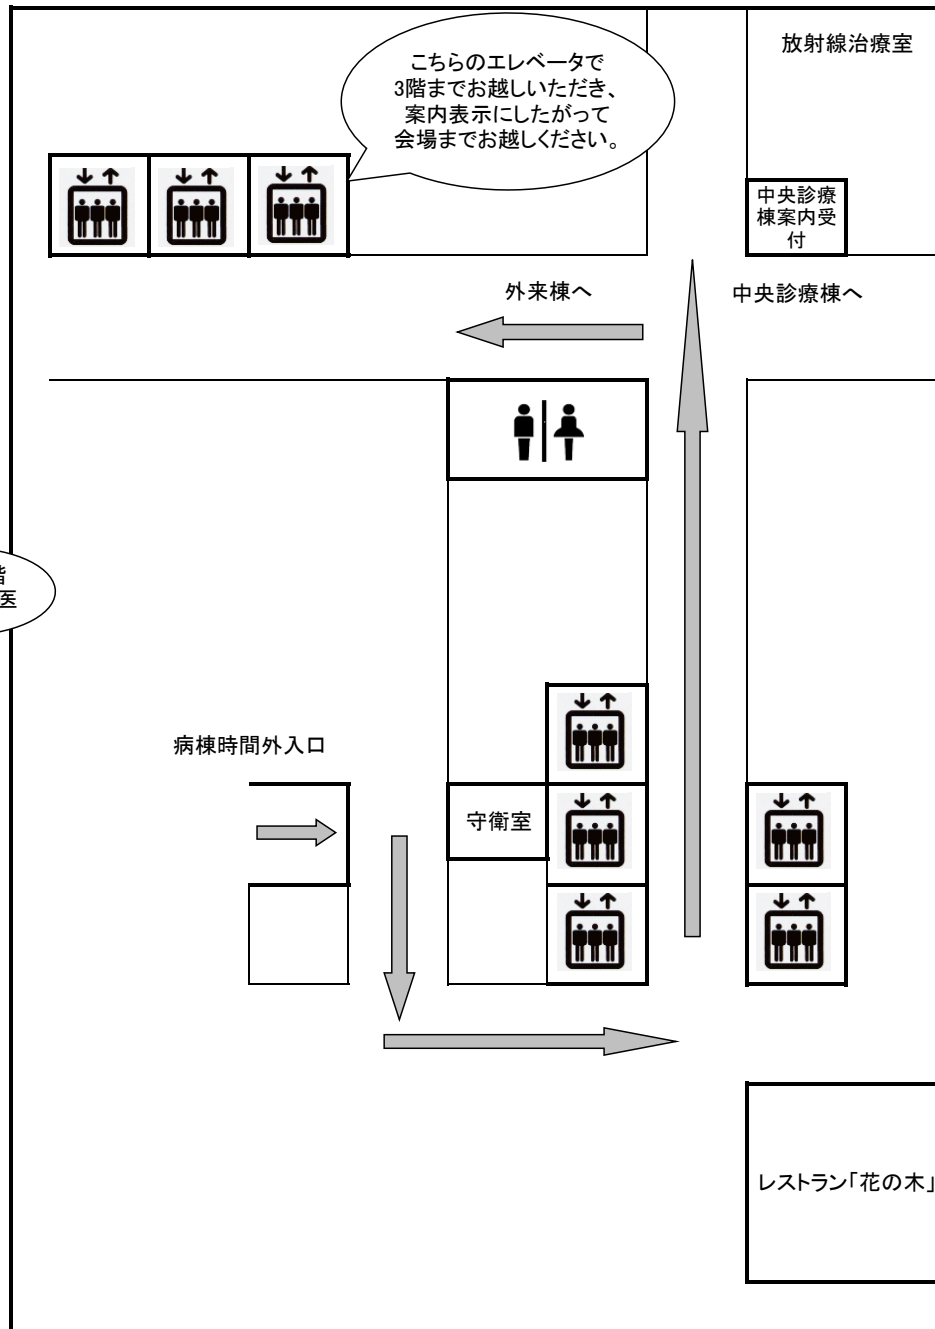 放射線治療室
こちらのエレベータで
3階までお越しいただき、
案内表示にしたがって
会場までお越しください。
中央診療
棟案内受
付
外来棟へ
中央診療棟へ
階
医
病棟時間外入口
守衛室
レストラン「花の木」